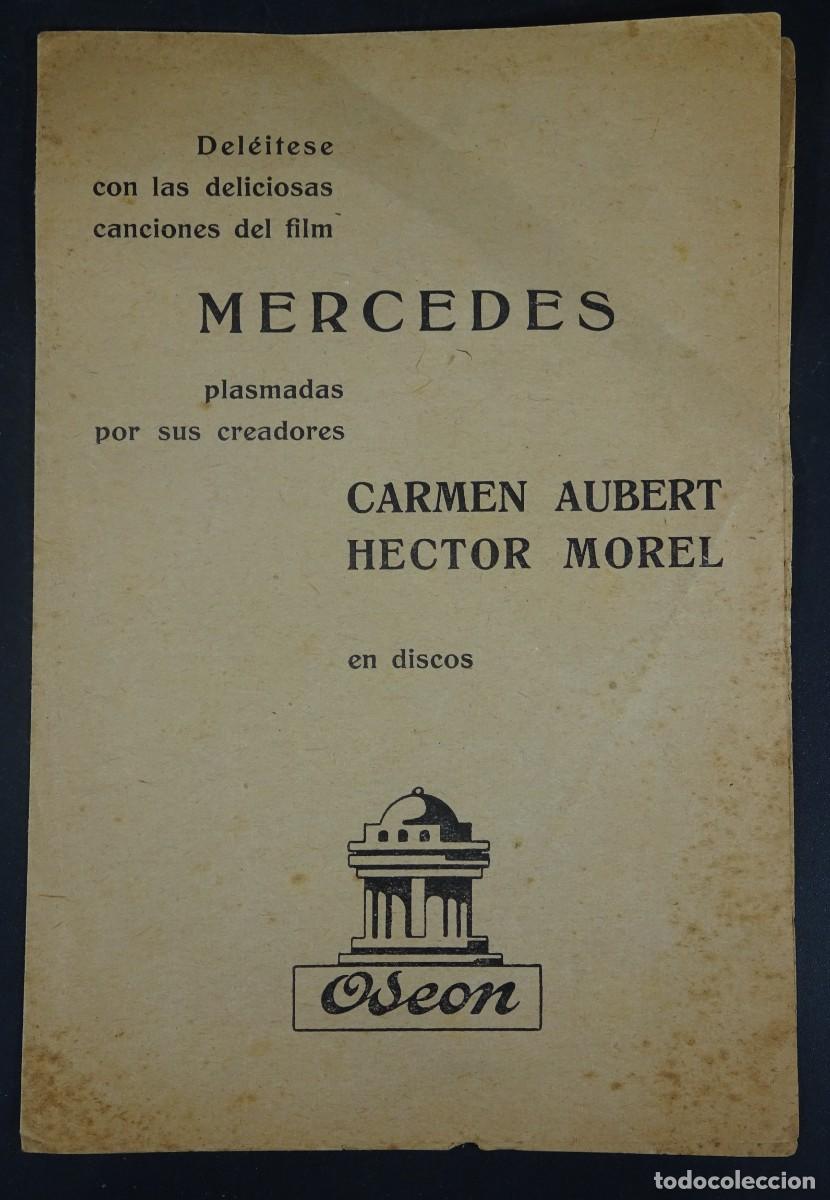 Deléitese
con las deliciosas
canciones del film
MERCEDES
plasmadas
por sus creadores
CARMEN AUBERT
HECTOR MOREL
en discos
Odeon
todocoleccion